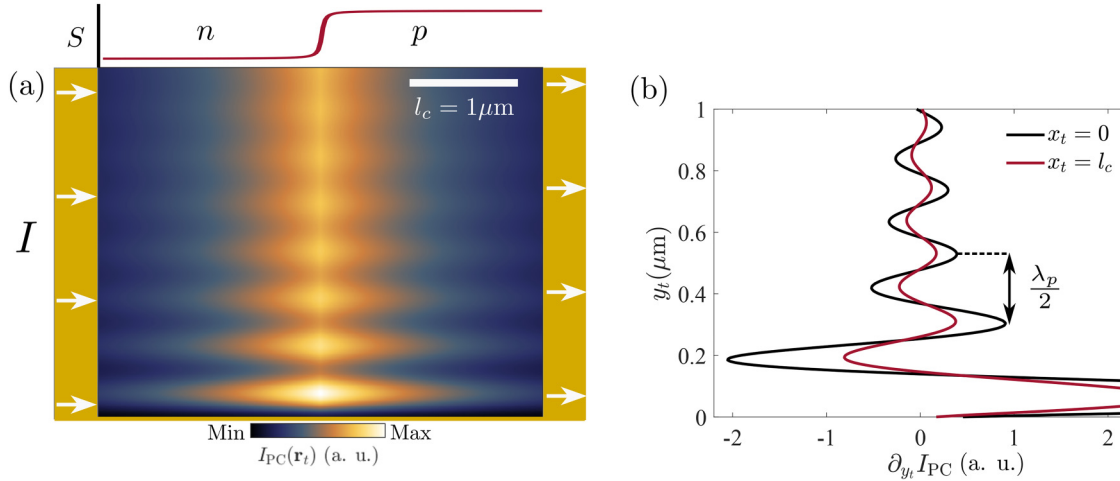 S n p
(a)
l_c = 1μm
I
Min Max
I_PC(r_t) (a. u.)
(b)
1
0.8
0.6
0.4
0.2
0
y_t(μm)
x_t = 0
x_t = l_c
λ_p
2
-2 -1 0 1 2
∂_{y_t} I_PC (a. u.)